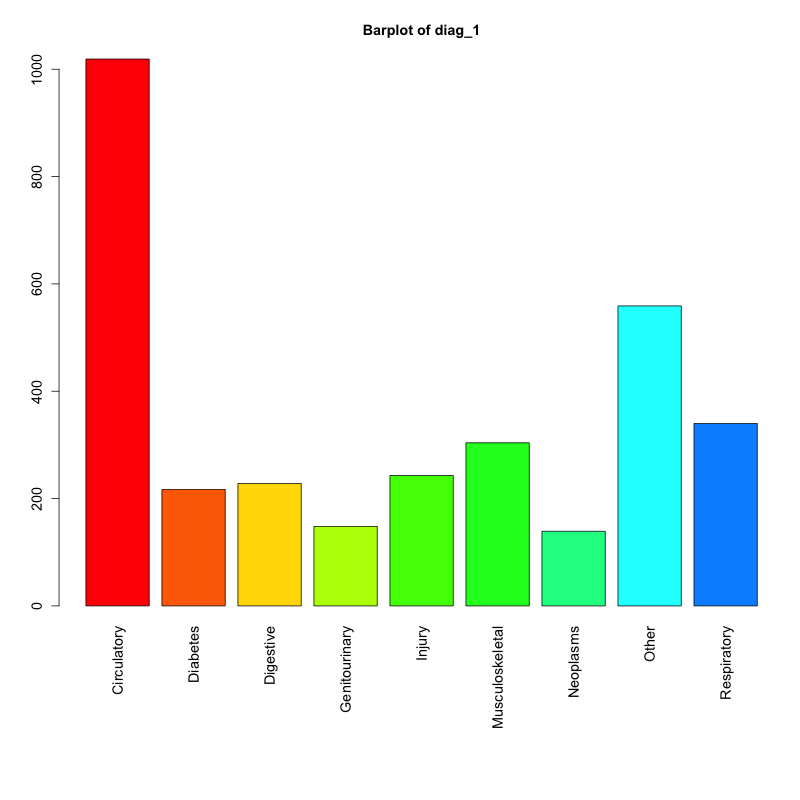 Barplot of diag_1
1000
800
600
400
200
0
Circulatory
Diabetes
Digestive
Genitourinary
Injury
Musculoskeletal
Neoplasms
Other
Respiratory